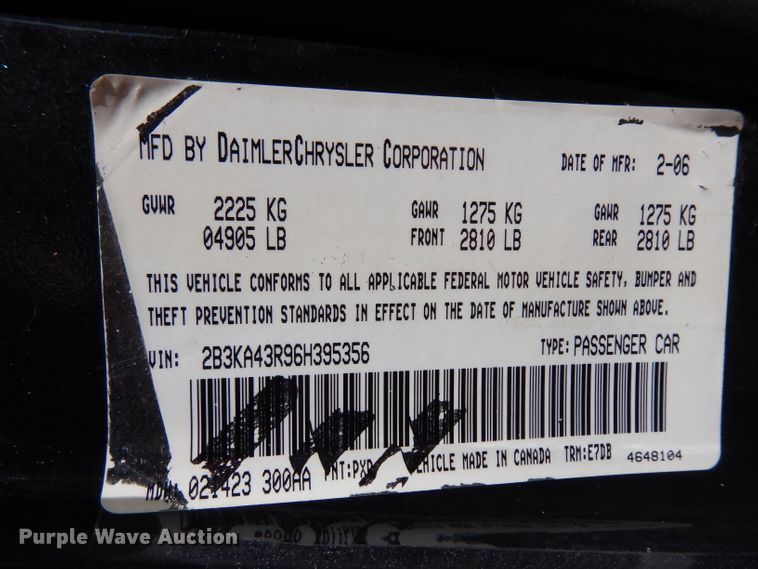 MFD BY DAIMLERCHRYSLER CORPORATION DATE OF MFR: 2-06
GVWR 2225 KG GAWR 1275 KG GAWR 1275 KG
04905 LB FRONT 2810 LB REAR 2810 LB
THIS VEHICLE CONFORMS TO ALL APPLICABLE FEDERAL MOTOR VEHICLE SAFETY, BUMPER AND
THEFT PREVENTION STANDARDS IN EFFECT ON THE DATE OF MANUFACTURE SHOWN ABOVE.
VIN: 2B3KA43R96H395356 TYPE: PASSENGER CAR
MDH: 021423 300AA PNT: VEHICLE MADE IN CANADA TRM:E7DB 4648104
Purple Wave Auction